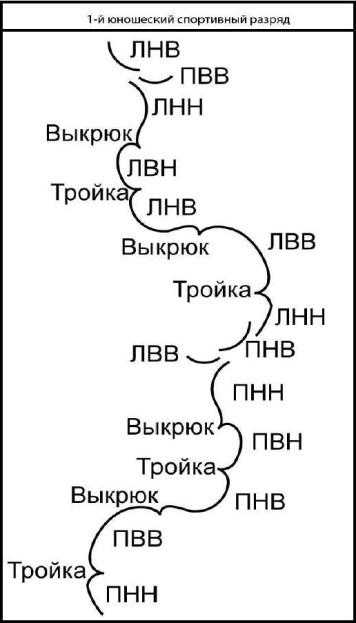 1-й юношеский спортивный разряд
ЛНВ
ПВВ
ЛНН
Выкрюк
ЛВН
Тройка
ЛНВ
Выкрюк
ЛВВ
Тройка
ЛНН
ЛВВ
ПНВ
ПНН
Выкрюк
ПВН
Тройка
Выкрюк
ПНВ
ПВВ
Тройка
ПНН